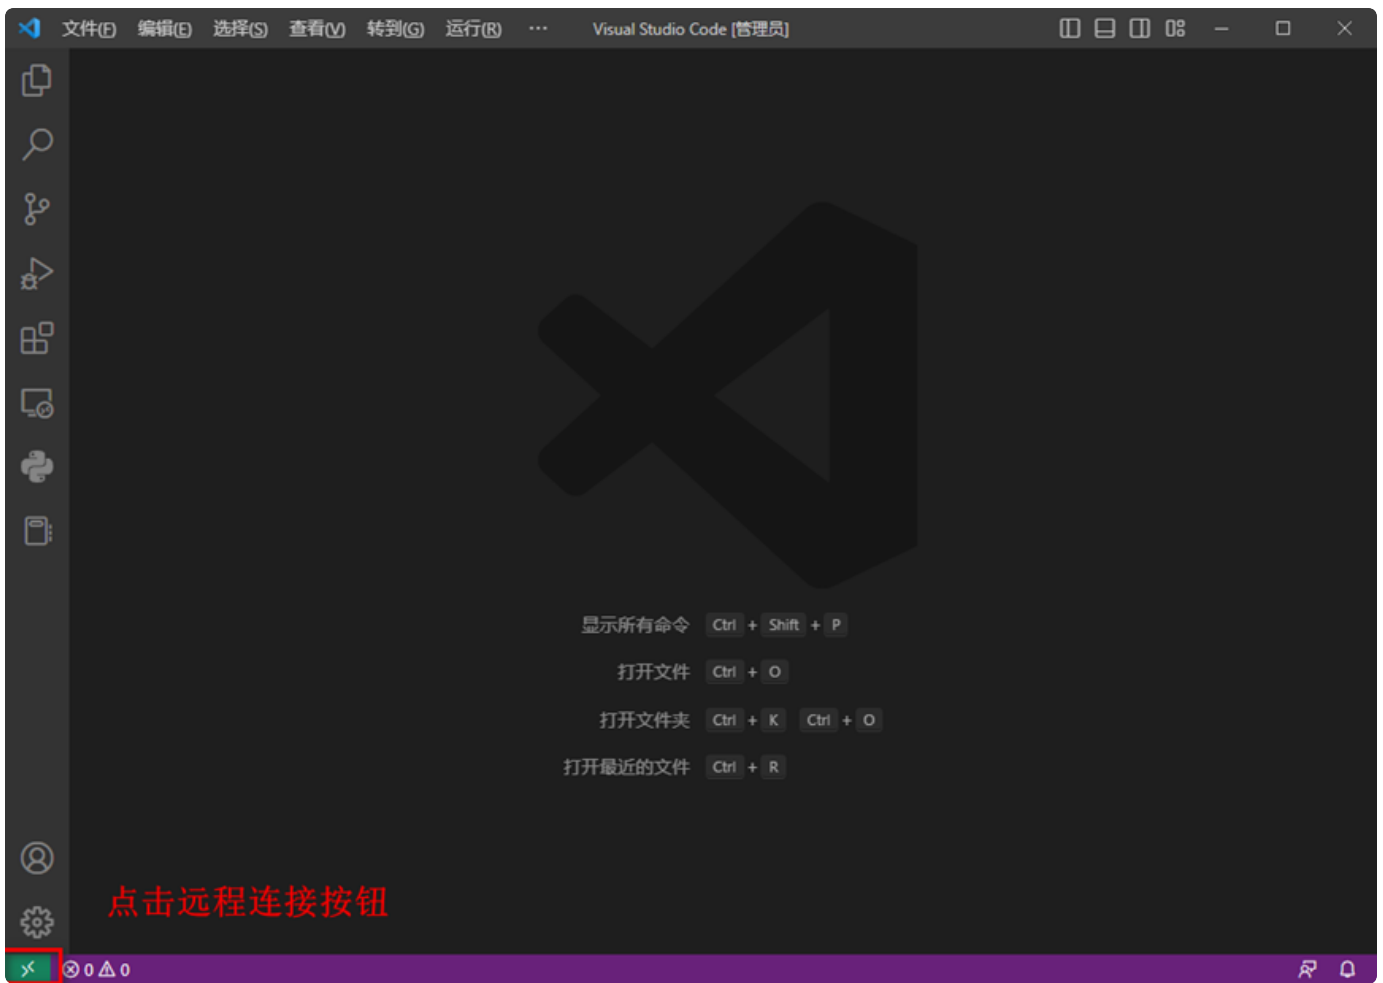 文件(F) 编辑(E) 选择(S) 查看(V) 转到(G) 运行(R) ··· Visual Studio Code [管理员]
显示所有命令 Ctrl + Shift + P
打开文件 Ctrl + O
打开文件夹 Ctrl + K Ctrl + O
打开最近的文件 Ctrl + R
点击远程连接按钮
0 0